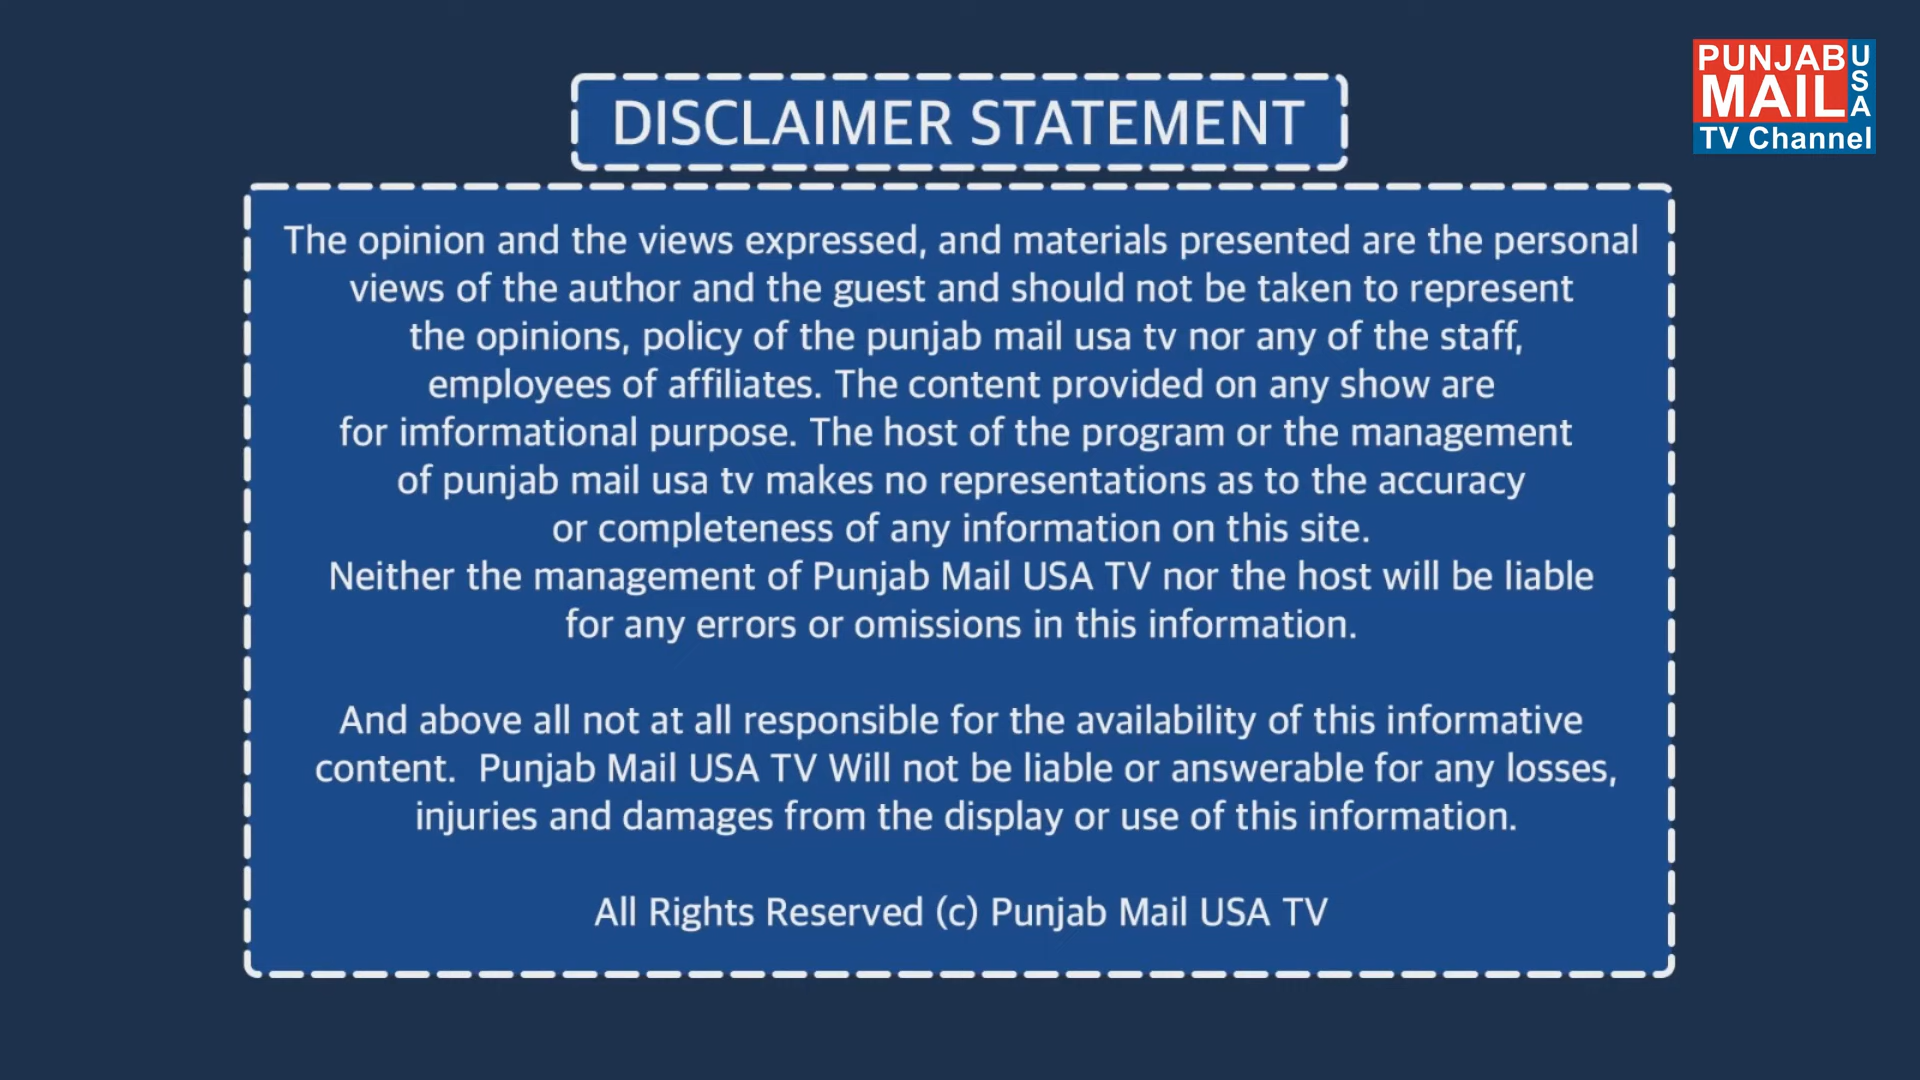 DISCLAIMER STATEMENT
PUNJAB USA
MAIL
TV Channel
The opinion and the views expressed, and materials presented are the personal
views of the author and the guest and should not be taken to represent
the opinions, policy of the punjab mail usa tv nor any of the staff,
employees of affiliates. The content provided on any show are
for imformational purpose. The host of the program or the management
of punjab mail usa tv makes no representations as to the accuracy
or completeness of any information on this site.
Neither the management of Punjab Mail USA TV nor the host will be liable
for any errors or omissions in this information.
And above all not at all responsible for the availability of this informative
content.  Punjab Mail USA TV Will not be liable or answerable for any losses,
injuries and damages from the display or use of this information.
All Rights Reserved (c) Punjab Mail USA TV